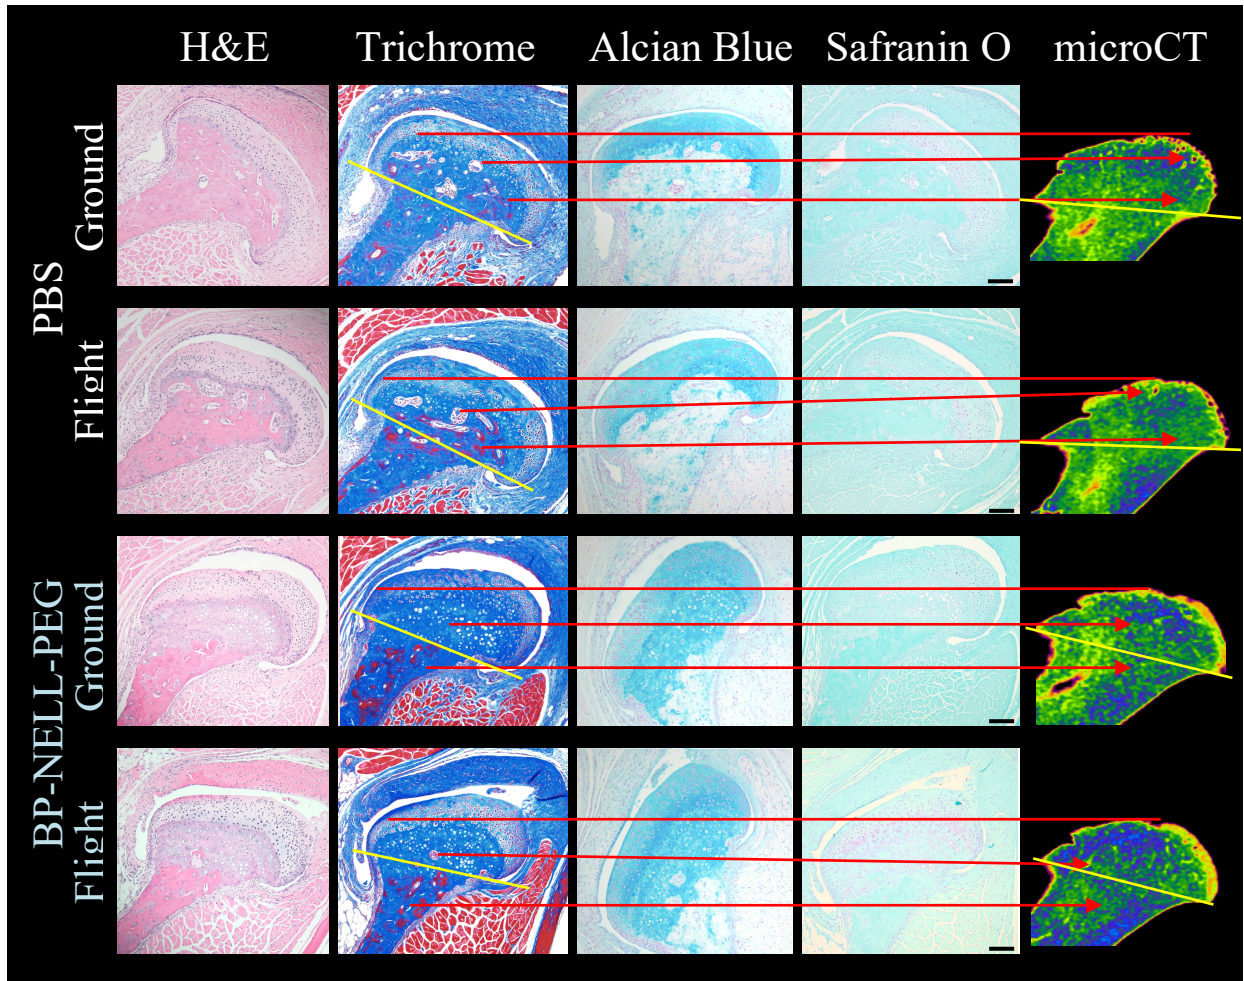 H&E Trichrome Alcian Blue Safranin O microCT
PBS
Ground
Flight
BP-NELL-PEG
Ground
Flight